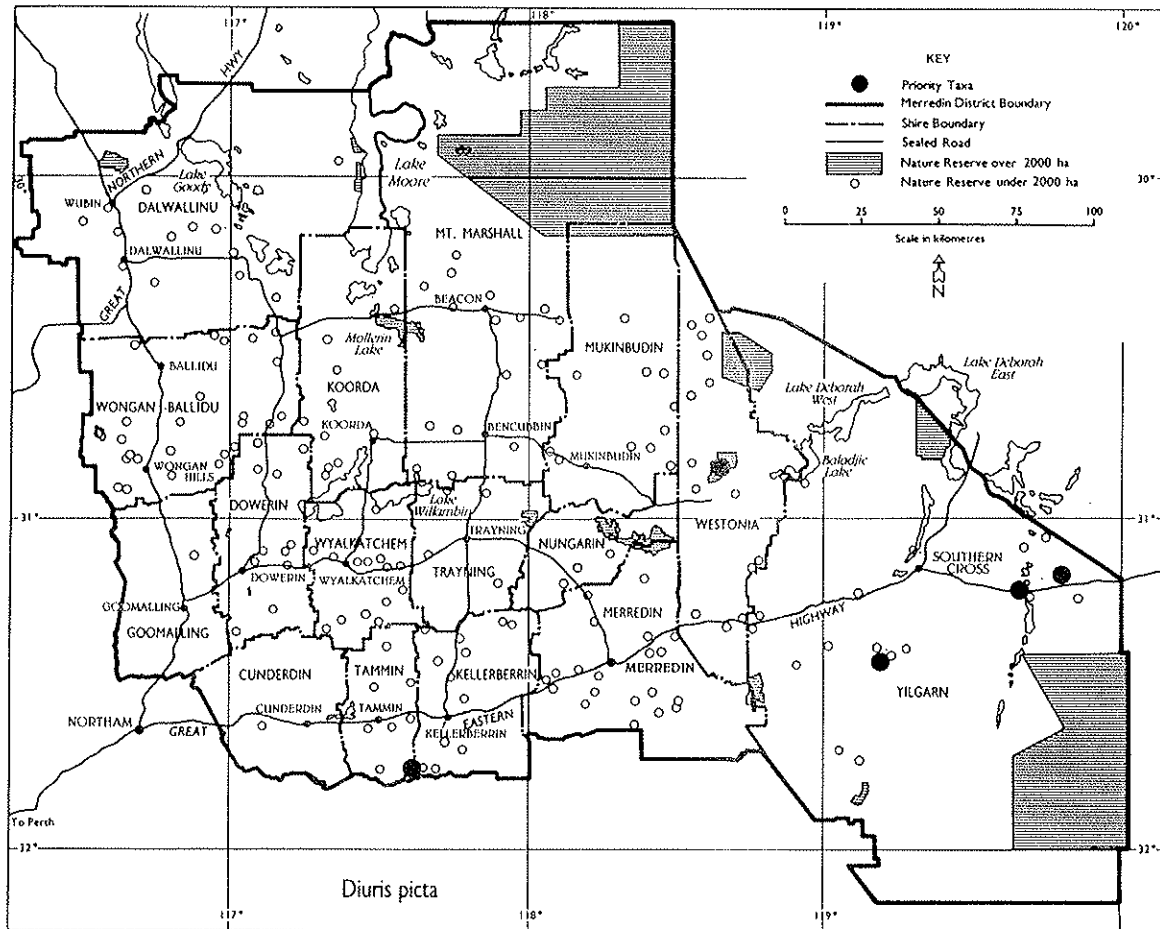 117°
118°
119°
120°
KEY
Priority Taxa
Merredin District Boundary
Shire Boundary
Sealed Road
Nature Reserve over 2000 ha
Nature Reserve under 2000 ha
0 25 50 75 100
Scale in kilometres
N
HWY
NORTHERN
GREAT
Lake Goody
Lake Moore
30°
30°
WUBIN
DALWALLINU
DALWALLINU
MT. MARSHALL
BEACON
Mollerin Lake
MUKINBUDIN
BALLIDU
KOORDA
Lake Deborah West
Lake Deborah East
WONGAN - BALLIDU
KOORDA
BENCUBBIN
MUKINBUDIN
Baladjie Lake
WONGAN HILLS
DOWERIN
Lake Wallambin
31°
31°
WYALKATCHEM
TRAYNING
NUNGARIN
WESTONIA
DOWERIN
WYALKATCHEM
TRAYNING
SOUTHERN CROSS
GOOMALLING
GOOMALLING
MERREDIN
HIGHWAY
CUNDERDIN
TAMMIN
KELLERBERRIN
MERREDIN
YILGARN
NORTHAM
GREAT
CUNDERDIN
TAMMIN
EASTERN
KELLERBERRIN
To Perth
32°
32°
Diuris picta
117°
118°
119°